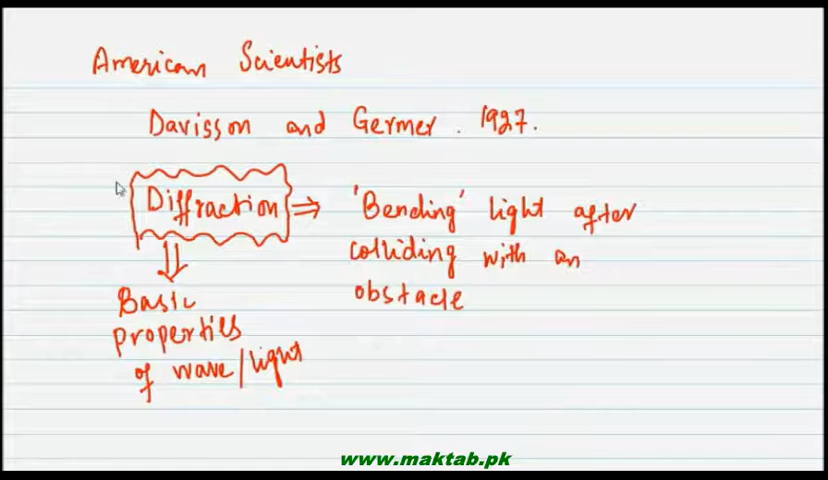 American Scientists
Davisson and Germer. 1927.
Diffraction ⇒ 'Bending' light after
colliding with an
obstacle
⇓
Basic
properties
of wave/light
www.maktab.pk